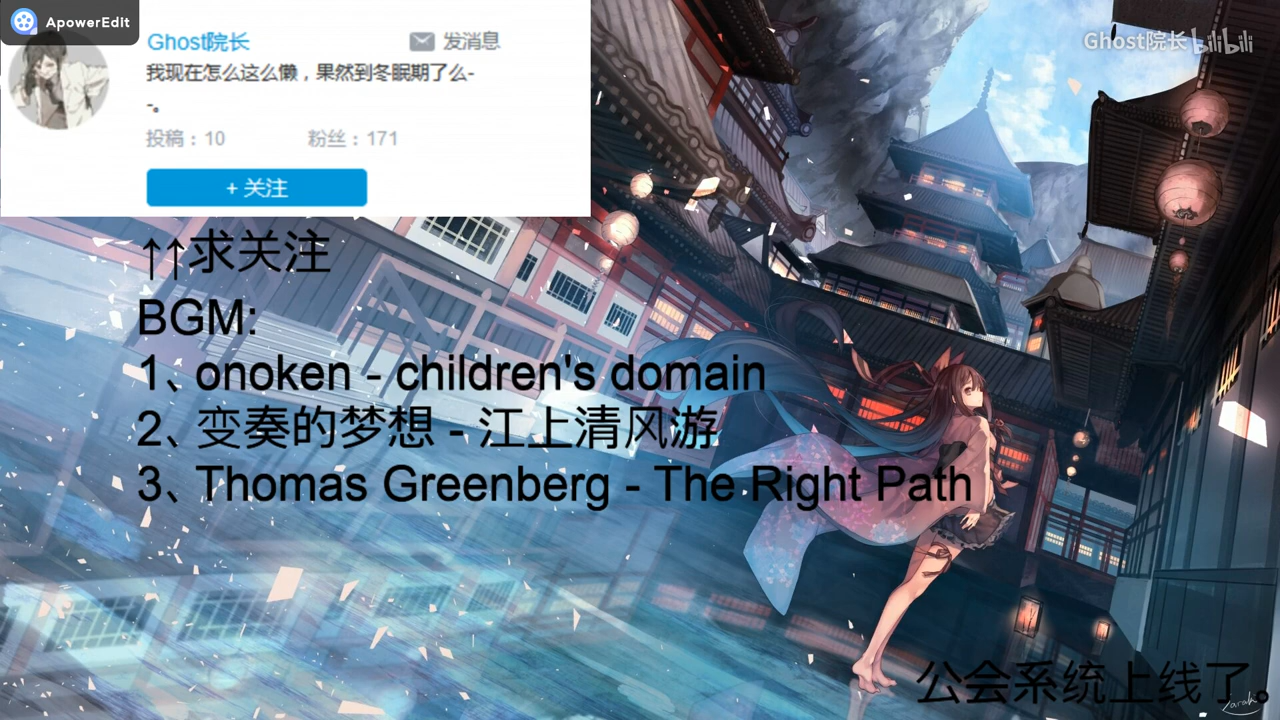 ApowerEdit
Ghost院长
发消息
Ghost院长 bilibili
我现在怎么这么懒，果然到冬眠期了么-
-。
投稿：10
粉丝：171
+ 关注
↑↑求关注
BGM:
1、onoken - children's domain
2、变奏的梦想 - 江上清风游
3、Thomas Greenberg - The Right Path
公会系统上线了。